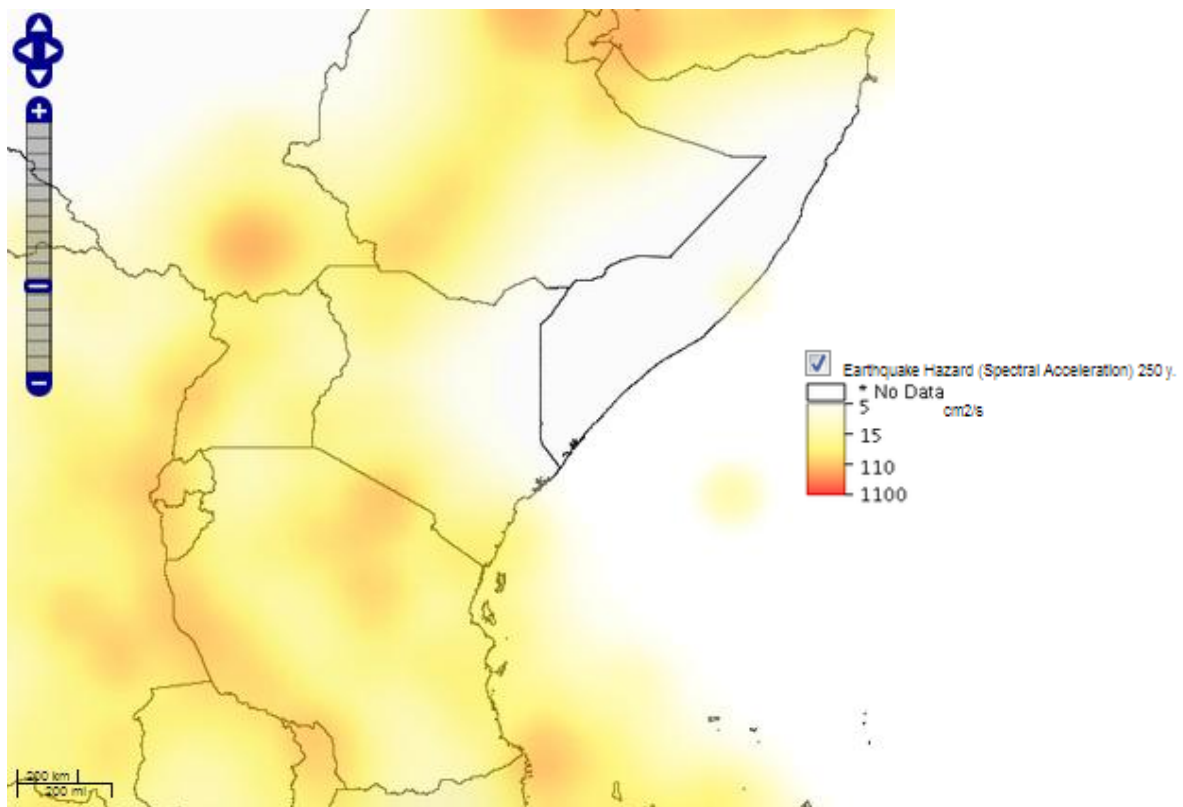 Earthquake Hazard (Spectral Acceleration) 250 y.
* No Data
cm2/s
5
15
110
1100
200 km
200 mi